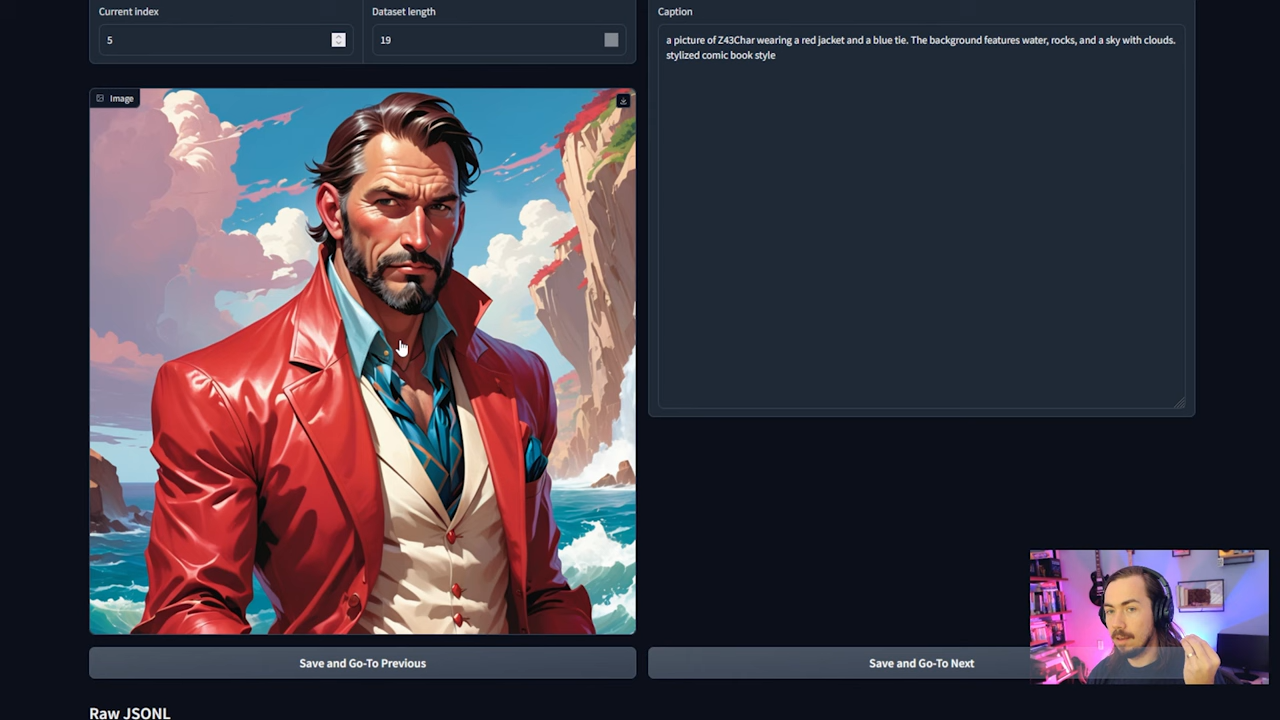 Current index
Dataset length
Caption
5
19
a picture of Z43Char wearing a red jacket and a blue tie. The background features water, rocks, and a sky with clouds.
stylized comic book style
Image
Save and Go-To Previous
Save and Go-To Next
Raw JSONL